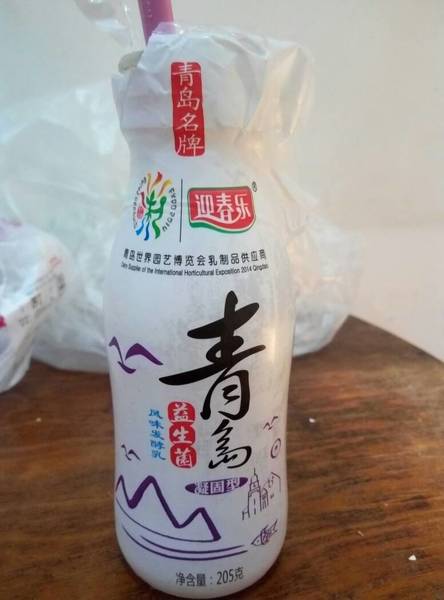 青岛名牌
迎春乐®
青岛世界园艺博览会乳制品供应商
Dairy Supplier of the International Horticultural Exposition 2014 Qingdao
青岛
益生菌
风味发酵乳
凝固型
净含量：205克